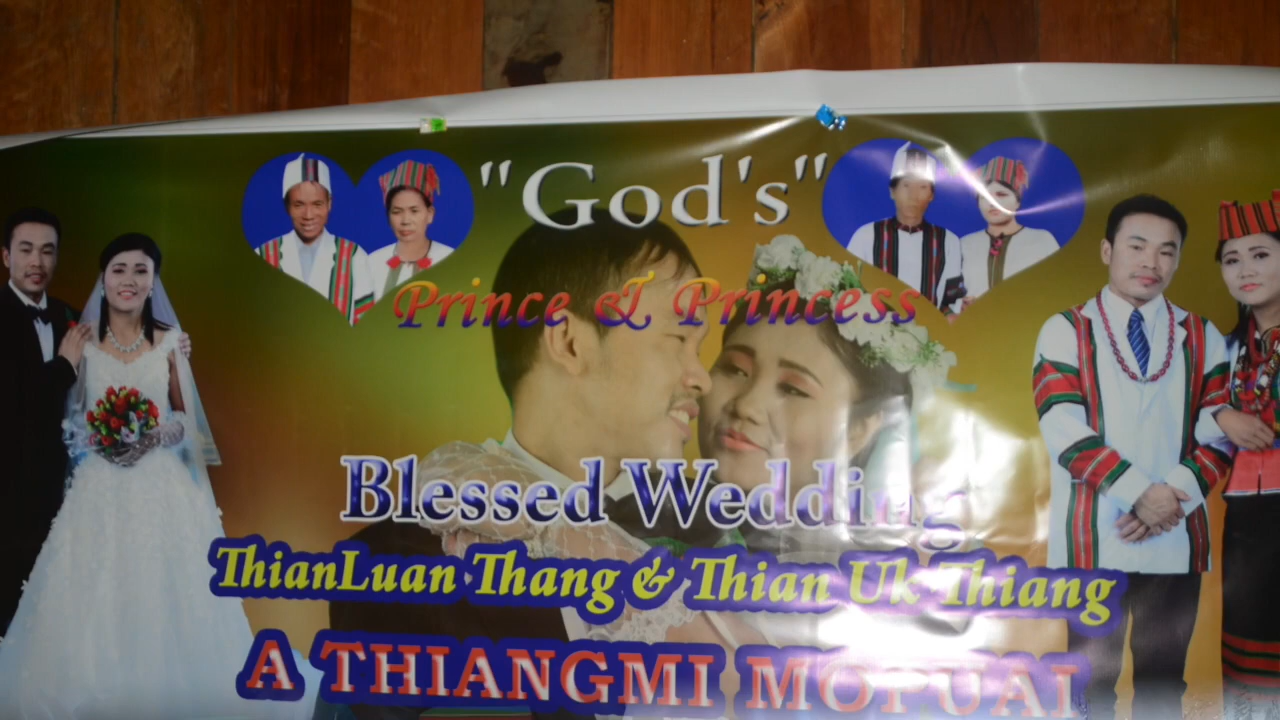 "God's"
Prince & Princess
Blessed Wedding
ThianLuan Thang & Thian Uk Thiang
A THIANGMI MOPUAI